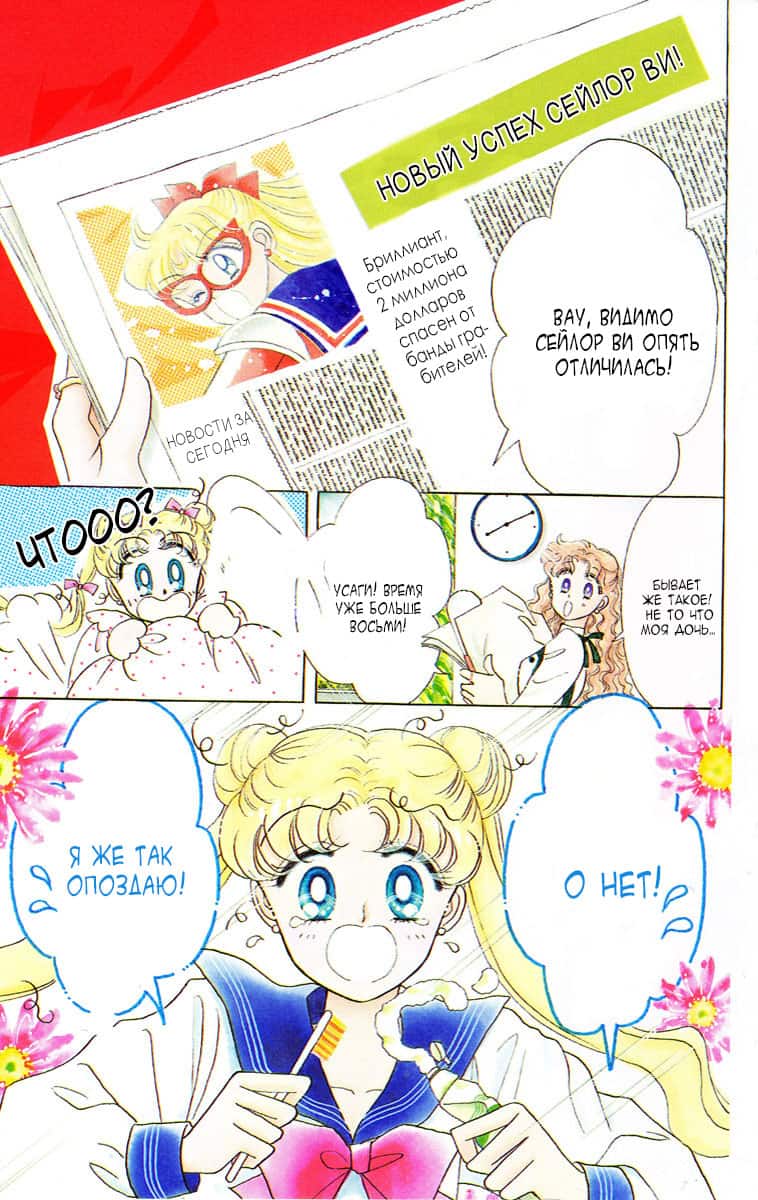 НОВЫЙ УСПЕХ СЕЙЛОР ВИ!
Бриллиант,
стоимостью
2 миллиона
долларов
спасен от
банды гра-
бителей!
НОВОСТИ ЗА
СЕГОДНЯ
ВАУ, ВИДИМО
СЕЙЛОР ВИ ОПЯТЬ
ОТЛИЧИЛАСЬ!
БЫВАЕТ
ЖЕ ТАКОЕ!
НЕ ТО ЧТО
МОЯ ДОЧЬ...
УСАГИ! ВРЕМЯ
УЖЕ БОЛЬШЕ
ВОСЬМИ!
ЧТОООО?
О НЕТ!
Я ЖЕ ТАК
ОПОЗДАЮ!